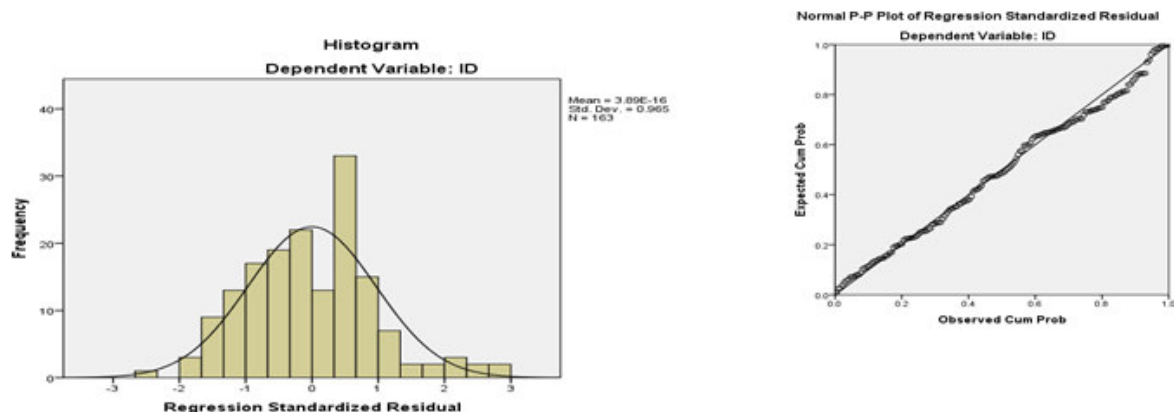 Histogram
Dependent Variable: ID
Mean = 3.89E-16
Std. Dev. = 0.965
N = 163
40
30
20
10
0
Frequency
-3 -2 -1 0 1 2 3
Regression Standardized Residual
Normal P-P Plot of Regression Standardized Residual
Dependent Variable: ID
1.0
0.8
0.6
0.4
0.2
0.0
Expected Cum Prob
0.0 0.2 0.4 0.6 0.8 1.0
Observed Cum Prob